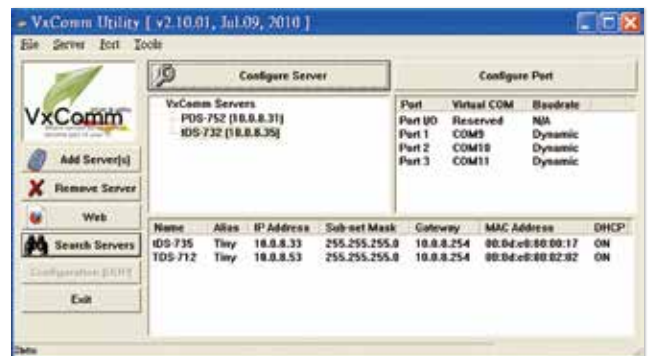 VxComm Utility [ v2.10.01, Jul.09, 2010 ]
File Server Port Tools
Configure Server
Configure Port
VxComm
Add Server(s)
Remove Server
Web
Search Servers
Exit
VxComm Servers
PDS-752 (10.0.8.31)
tDS-732 (10.0.8.35)
Port Virtual COM Baudrate
Port I/O Reserved N/A
Port 1 COM9 Dynamic
Port 2 COM10 Dynamic
Port 3 COM11 Dynamic
Name Alias IP Address Sub-net Mask Gateway MAC Address DHCP
tDS-735 Tiny 10.0.8.33 255.255.255.0 10.0.8.254 00:0d:e0:80:00:17 ON
TDS-712 Tiny 10.0.8.53 255.255.255.0 10.0.8.254 00:0d:e0:80:02:02 ON